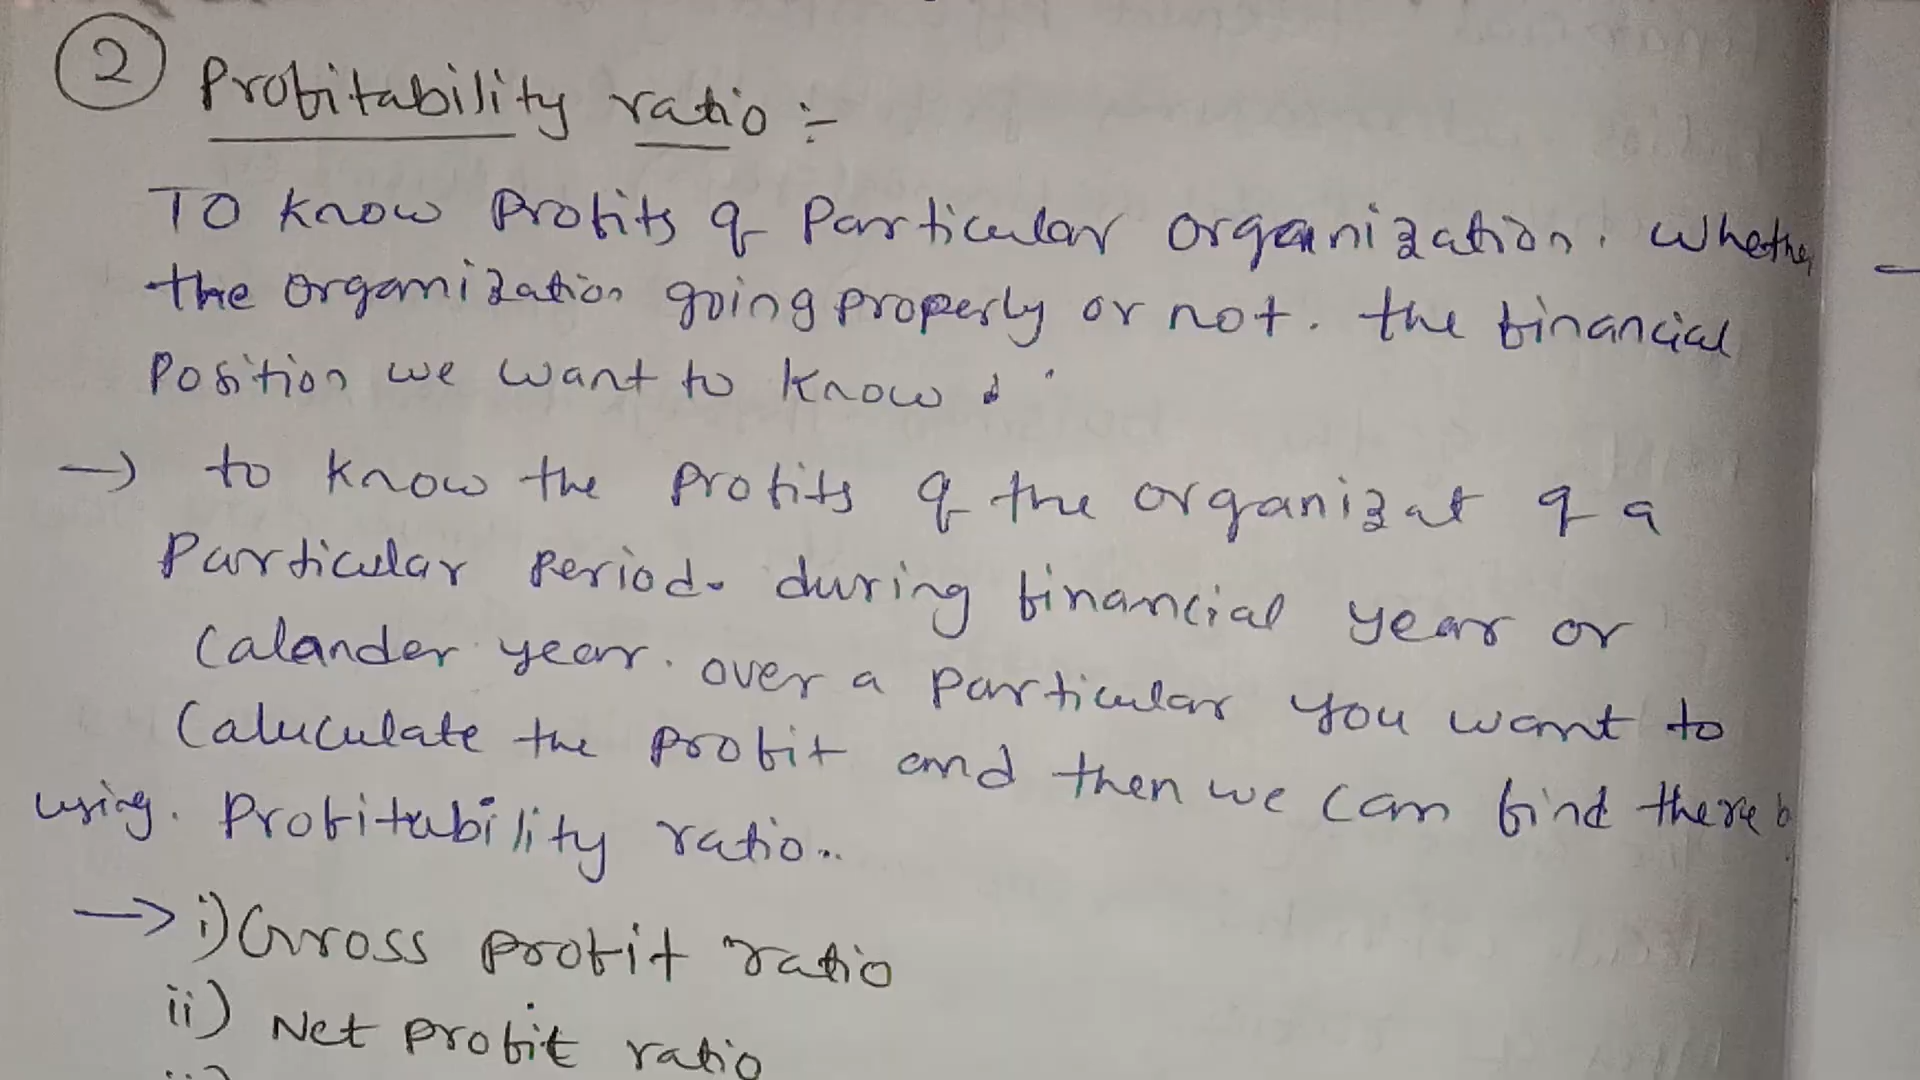 ② Profitability ratio :-
TO know Profits of Particular organization. Whether
the organization going properly or not. the financial
Position we want to know.
→ to know the profits of the organizat of a
Particular Period. during financial year or
Calander year. over a particular you want to
Caluculate the profit and then we can find there b
using. Profitability ratio..
→ i) Gross profit ratio
ii) Net profit ratio